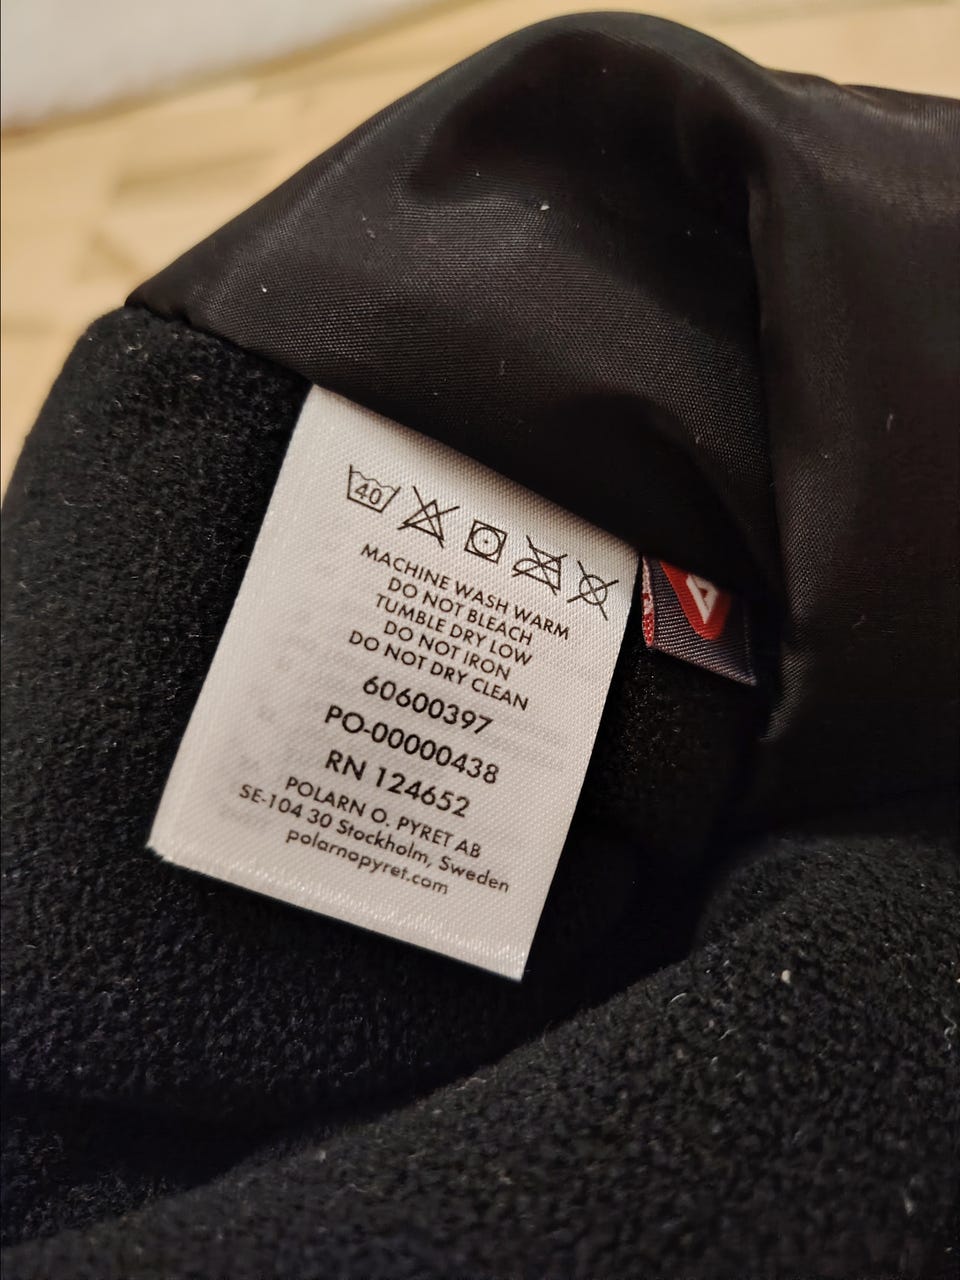 40
MACHINE WASH WARM
DO NOT BLEACH
TUMBLE DRY LOW
DO NOT IRON
DO NOT DRY CLEAN
60600397
PO-00000438
RN 124652
POLARN O. PYRET AB
SE-104 30 Stockholm, Sweden
polarnopyret.com